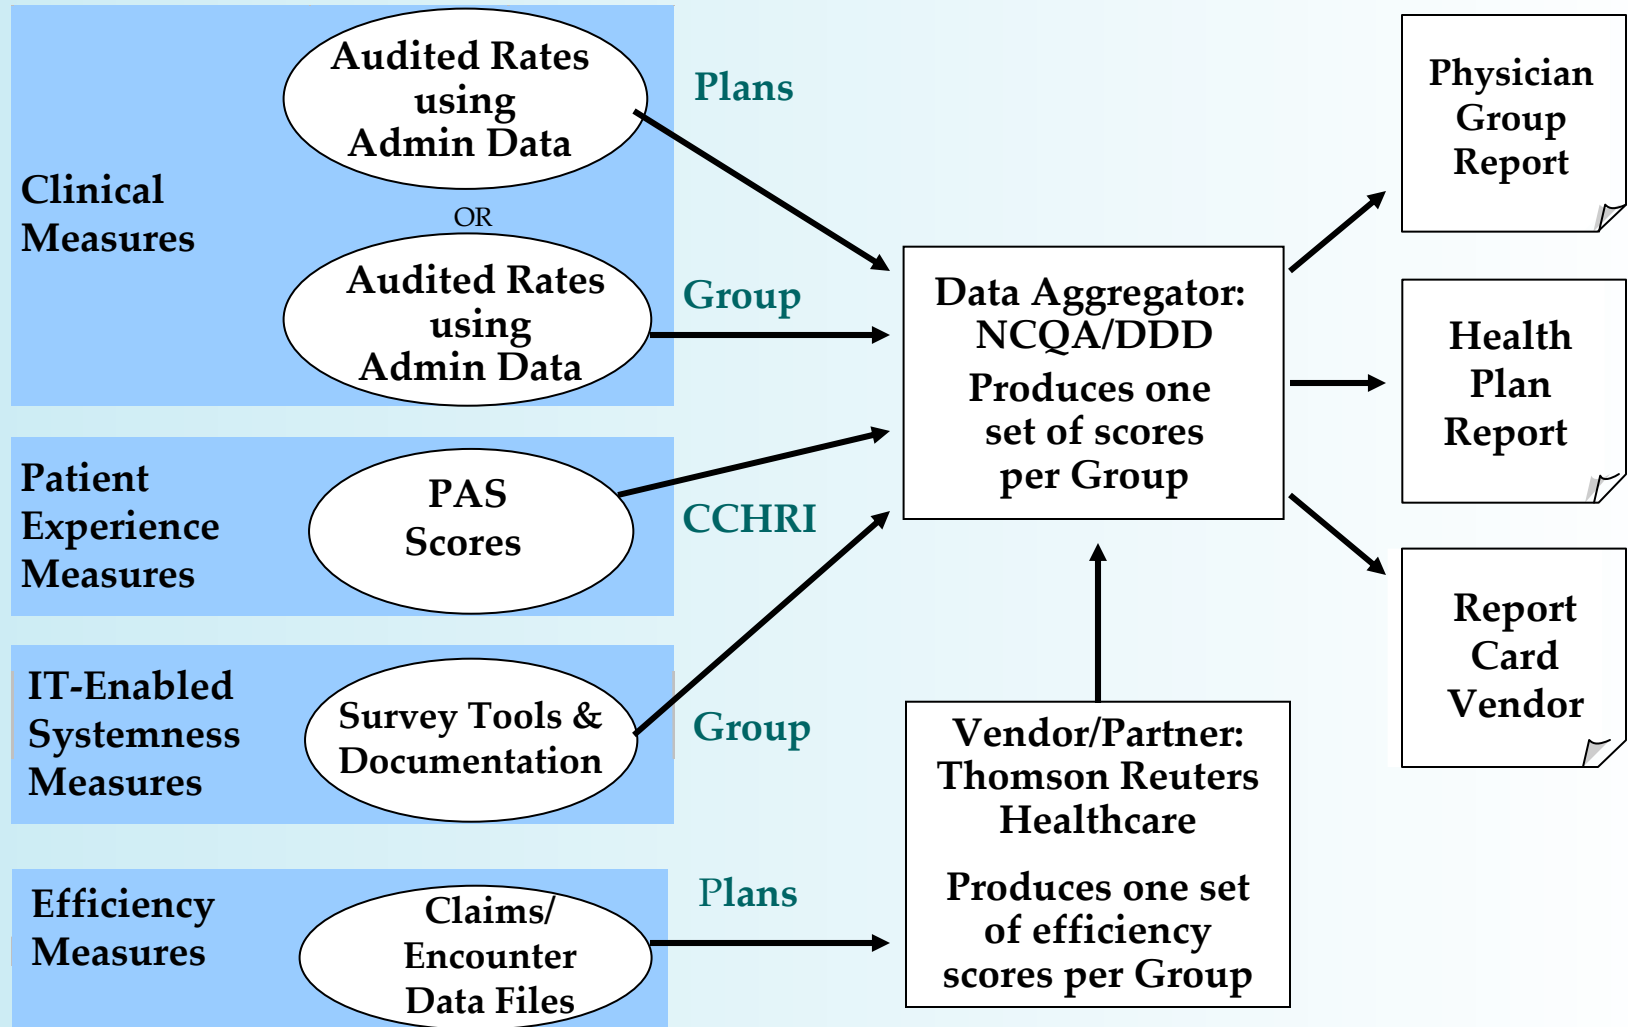 Clinical
Measures
Audited Rates
using
Admin Data
OR
Audited Rates
using
Admin Data
Plans
Group
Patient
Experience
Measures
PAS
Scores
CCHRI
IT-Enabled
Systemness
Measures
Survey Tools &
Documentation
Group
Efficiency
Measures
Claims/
Encounter
Data Files
Plans
Data Aggregator:
NCQA/DDD
Produces one
set of scores
per Group
Vendor/Partner:
Thomson Reuters
Healthcare
Produces one set
of efficiency
scores per Group
Physician
Group
Report
Health
Plan
Report
Report
Card
Vendor